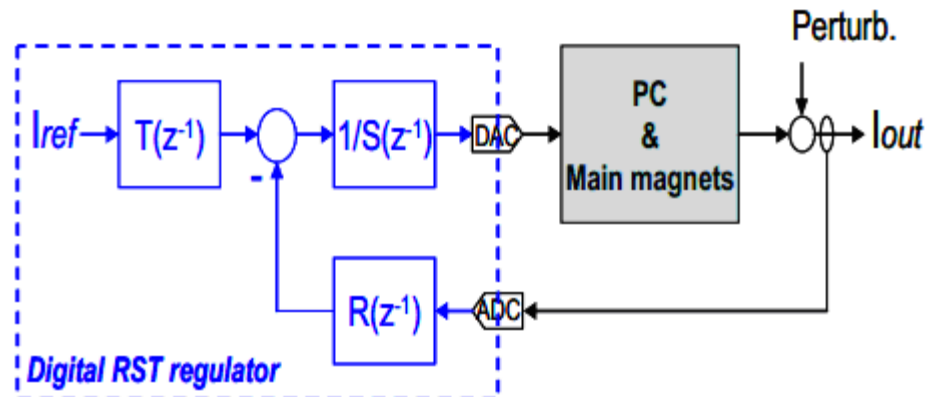 Perturb.
Iref
T(z⁻¹)
-
1/S(z⁻¹)
DAC
PC
&
Main magnets
Iout
R(z⁻¹)
ADC
Digital RST regulator